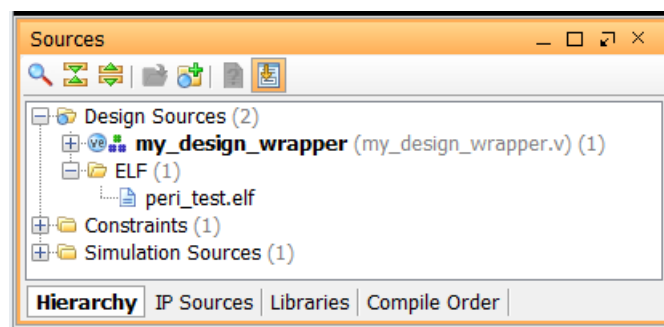 Sources
Design Sources (2)
my_design_wrapper (my_design_wrapper.v) (1)
ELF (1)
peri_test.elf
Constraints (1)
Simulation Sources (1)
Hierarchy IP Sources Libraries Compile Order